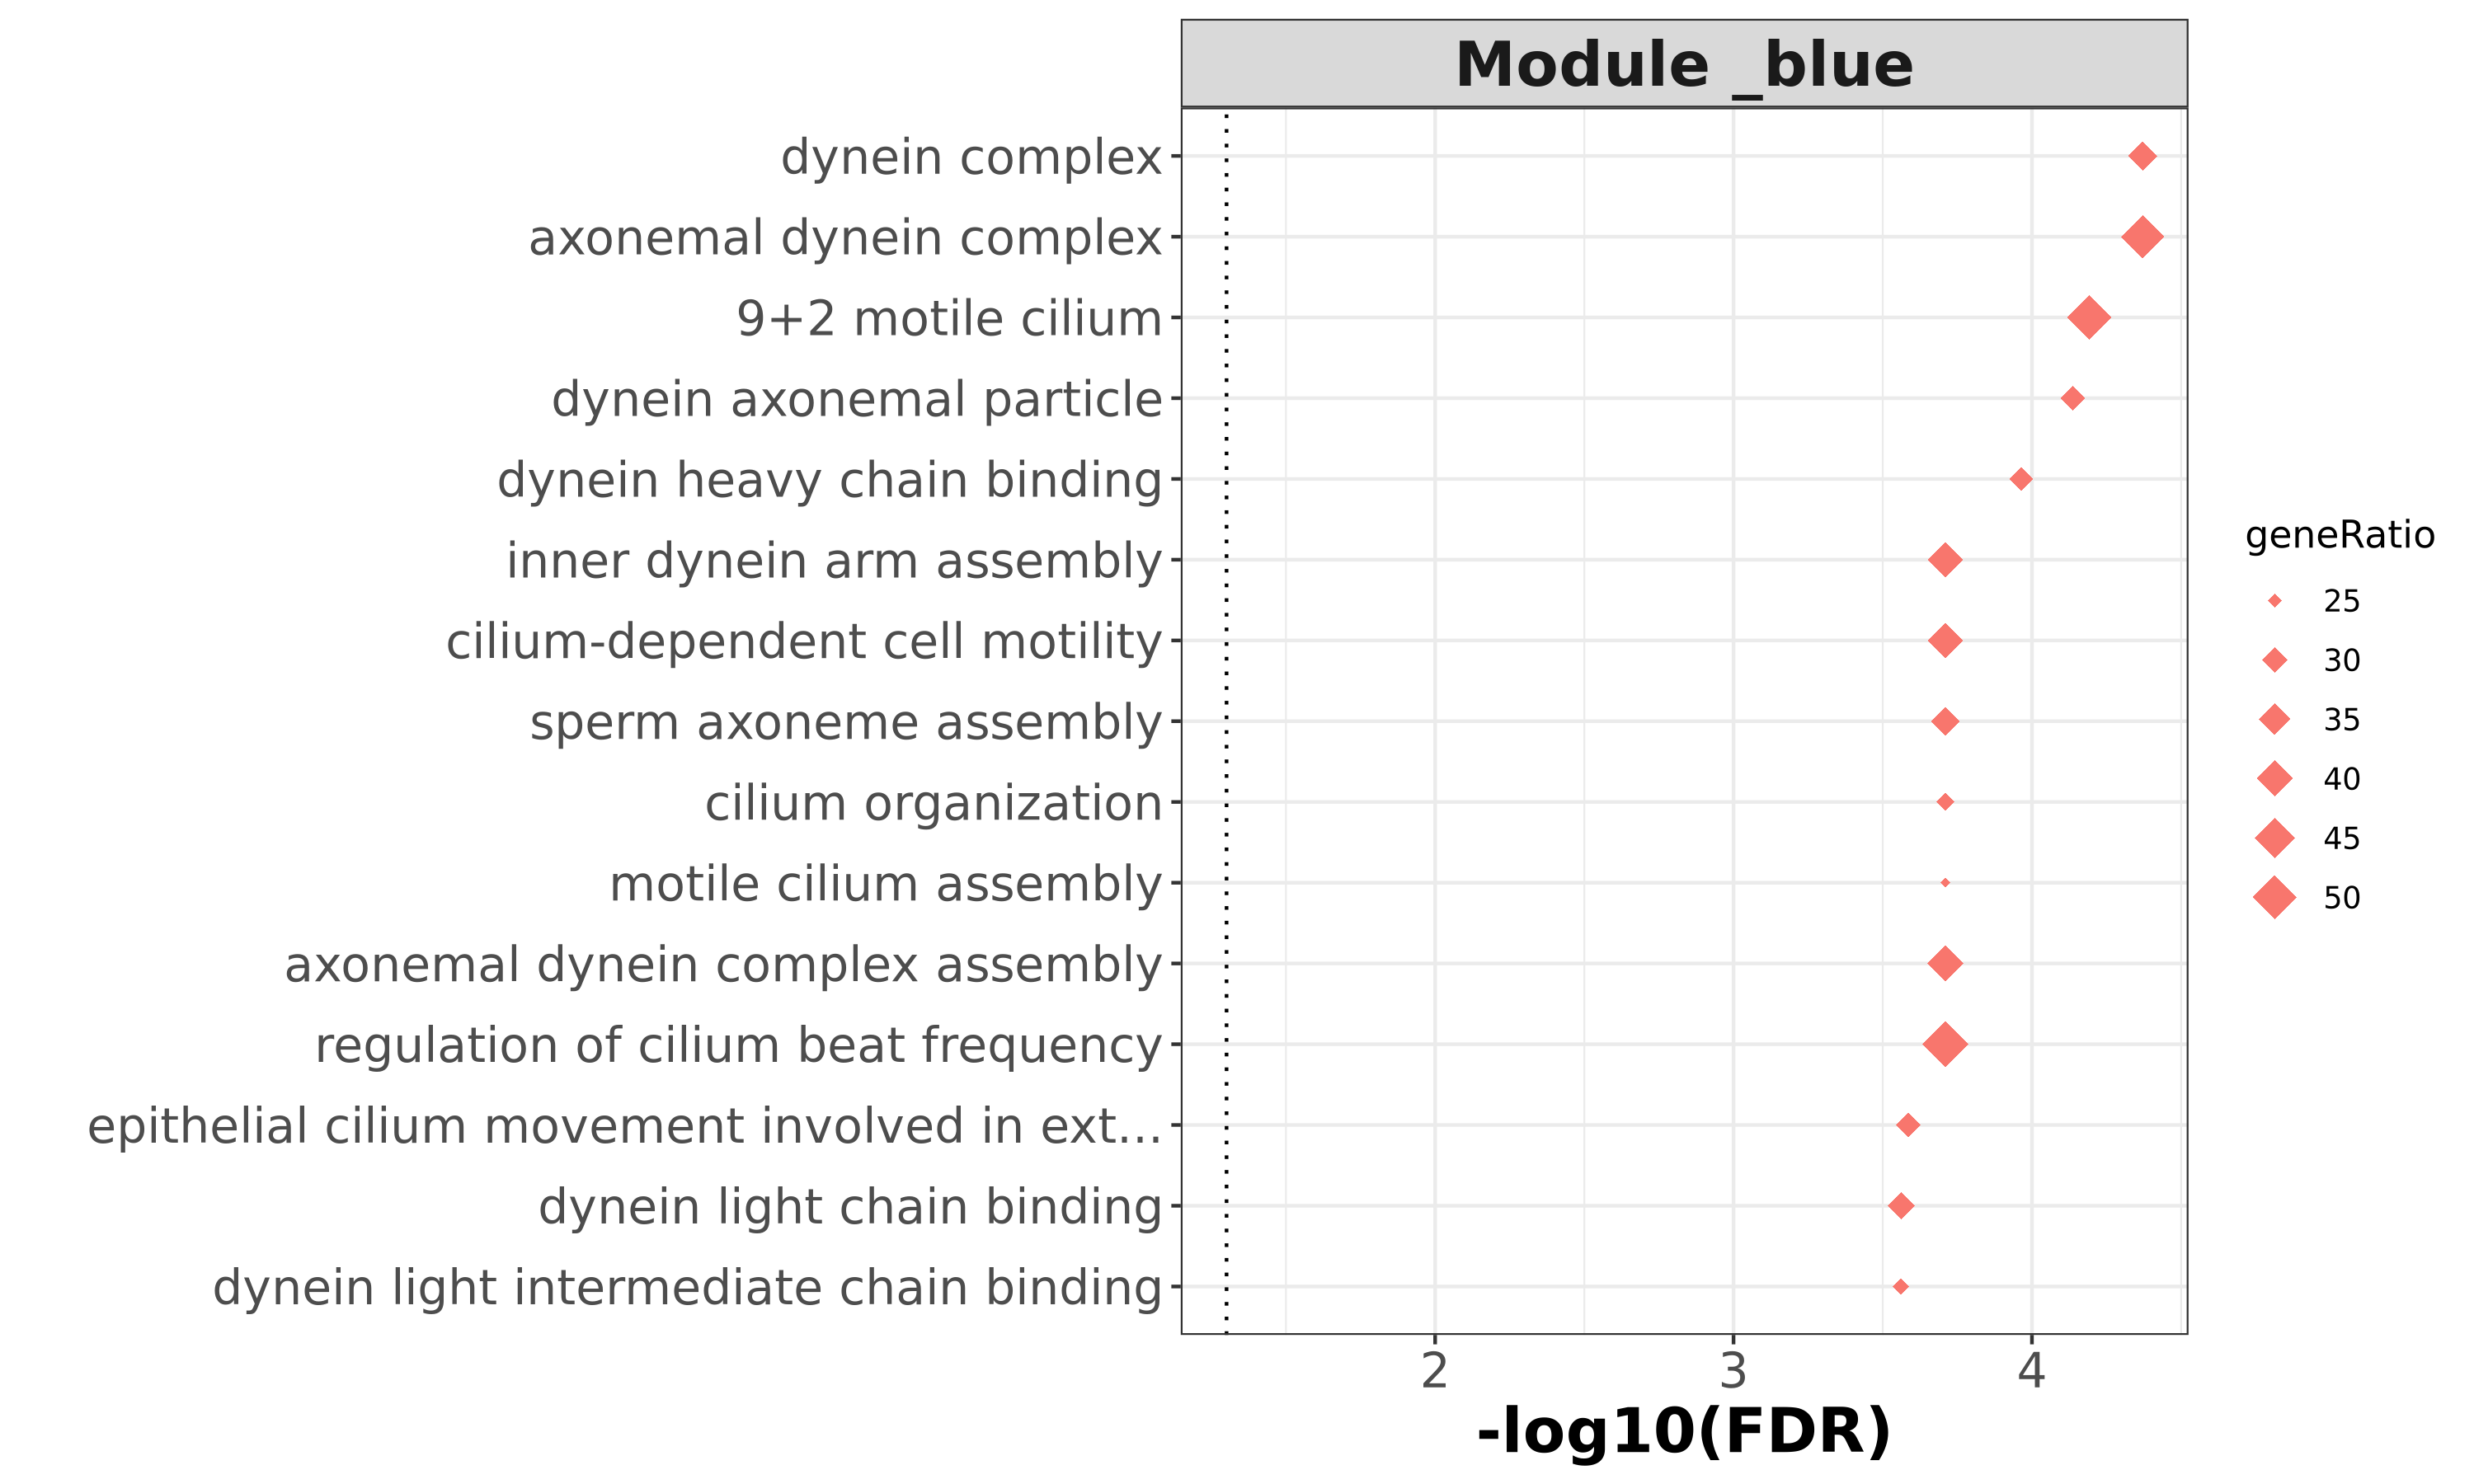 Module _blue
dynein complex
axonemal dynein complex
9+2 motile cilium
dynein axonemal particle
dynein heavy chain binding
inner dynein arm assembly
cilium-dependent cell motility
sperm axoneme assembly
cilium organization
motile cilium assembly
axonemal dynein complex assembly
regulation of cilium beat frequency
epithelial cilium movement involved in ext...
dynein light chain binding
dynein light intermediate chain binding
2 3 4
-log10(FDR)
geneRatio
25
30
35
40
45
50